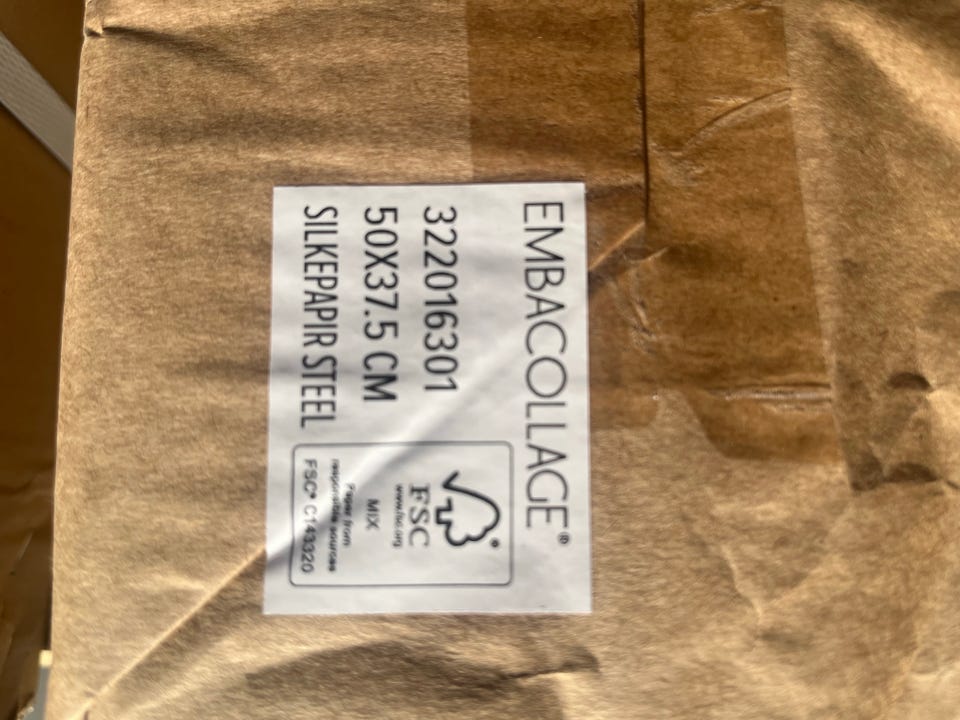 EMBACOLLAGE®
322016301
50X37.5 CM
SILKEPAPIR STEEL
FSC
www.fsc.org
MIX
Paper from
responsible sources
FSC® C143320